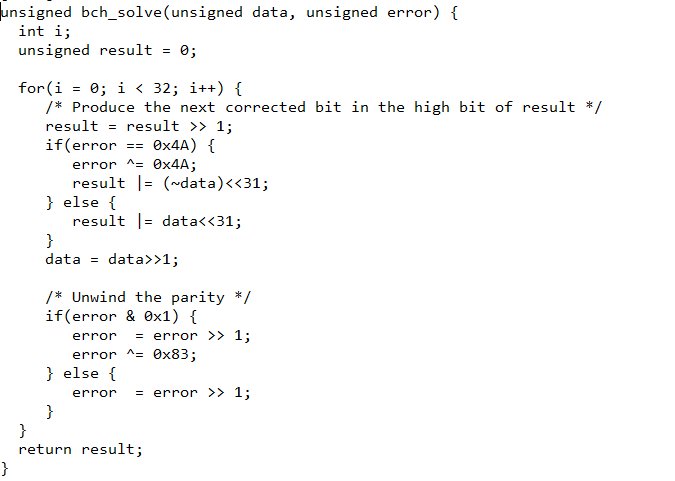 unsigned bch_solve(unsigned data, unsigned error) {
  int i;
  unsigned result = 0;

  for(i = 0; i < 32; i++) {
     /* Produce the next corrected bit in the high bit of result */
     result = result >> 1;
     if(error == 0x4A) {
        error ^= 0x4A;
        result |= (~data)<<31;
     } else {
        result |= data<<31;
     }
     data = data>>1;

     /* Unwind the parity */
     if(error & 0x1) {
        error  = error >> 1;
        error ^= 0x83;
     } else {
        error  = error >> 1;
     }
  }
  return result;
}